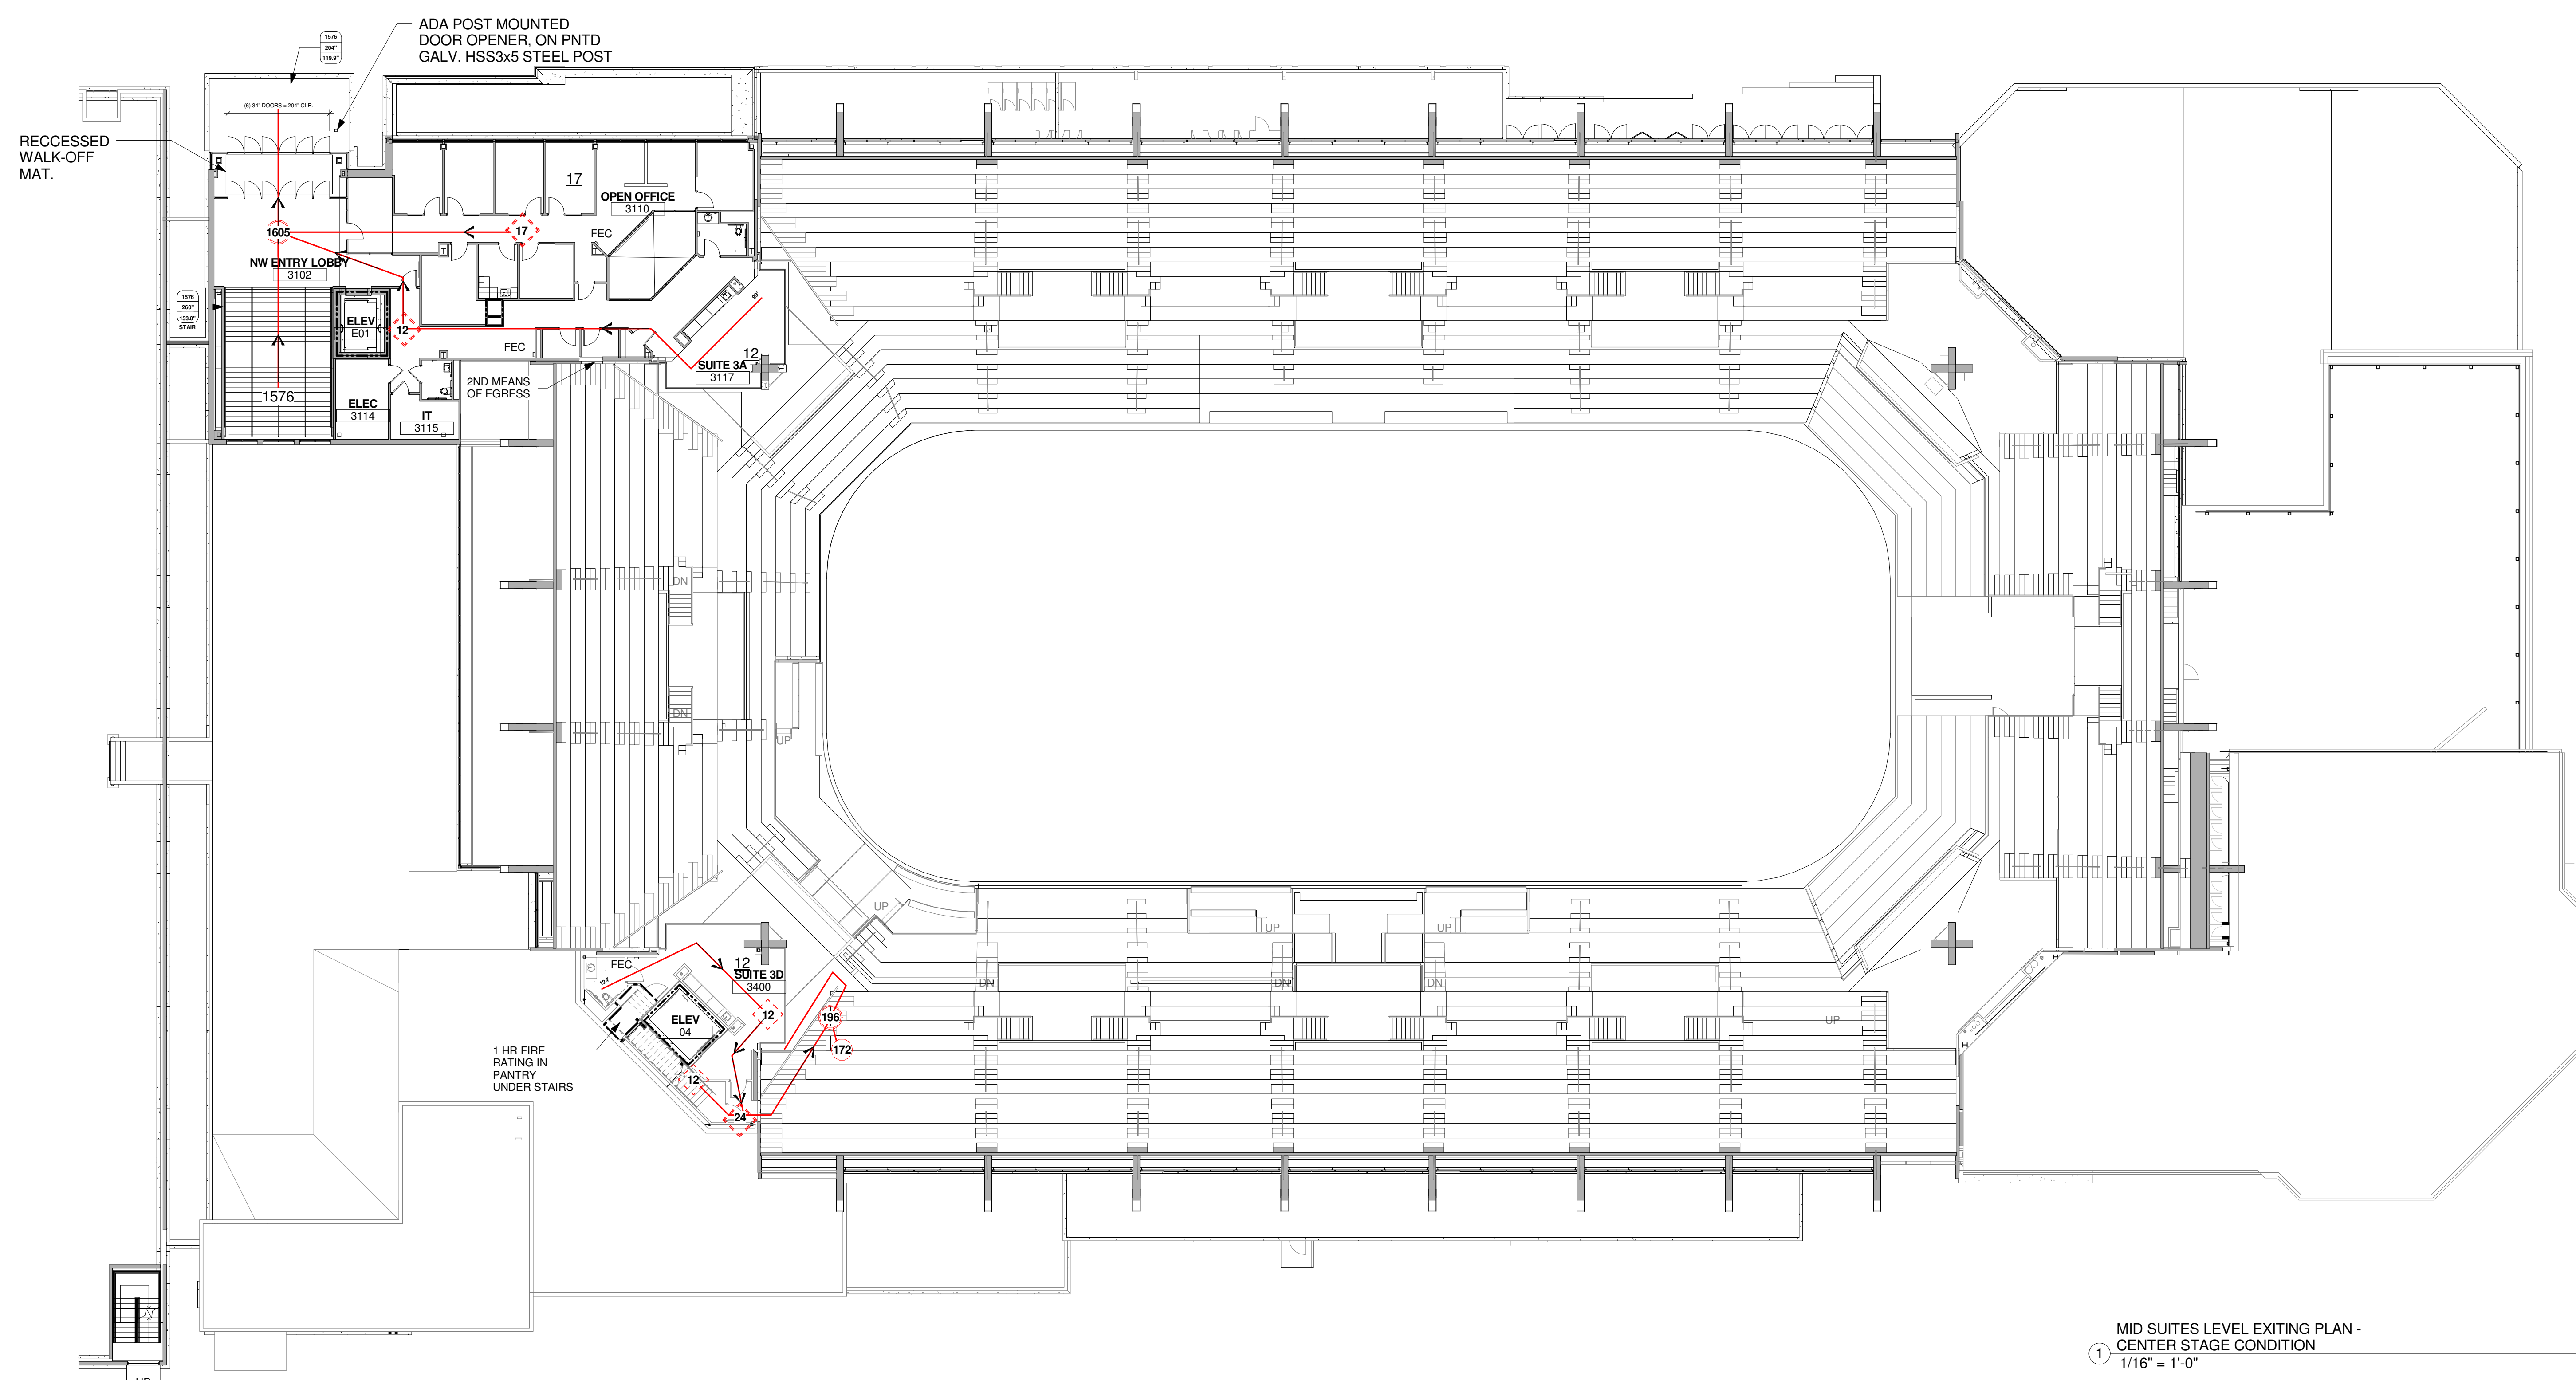 1576
204"
119.9"
ADA POST MOUNTED
DOOR OPENER, ON PNTD
GALV. HSS3x5 STEEL POST
(6) 34" DOORS = 204" CLR.
RECCESSED
WALK-OFF
MAT.
17
OPEN OFFICE
3110
1605
17
FEC
NW ENTRY LOBBY
3102
1576
260"
153.8"
STAIR
99'
ELEV
E01
12
FEC
12
SUITE 3A
3117
2ND MEANS
OF EGRESS
1576
ELEC
3114
IT
3115
DN
DN
UP
UP
UP
UP
FEC
12
SUITE 3D
3400
124'
DN
DN
DN
ELEV
04
12
196
UP
172
1 HR FIRE
RATING IN
PANTRY
UNDER STAIRS
12
24
H
H
MID SUITES LEVEL EXITING PLAN -
CENTER STAGE CONDITION
1
1/16" = 1'-0"
UP